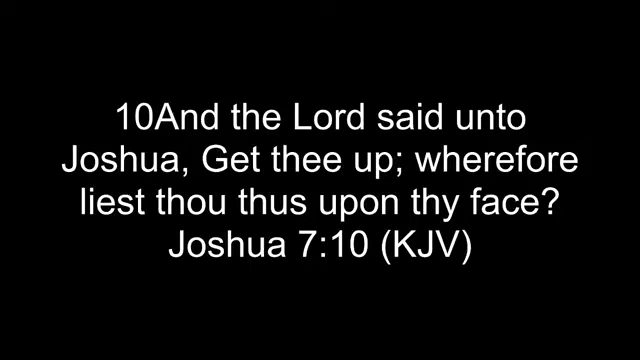 10And the Lord said unto
Joshua, Get thee up; wherefore
liest thou thus upon thy face?
Joshua 7:10 (KJV)